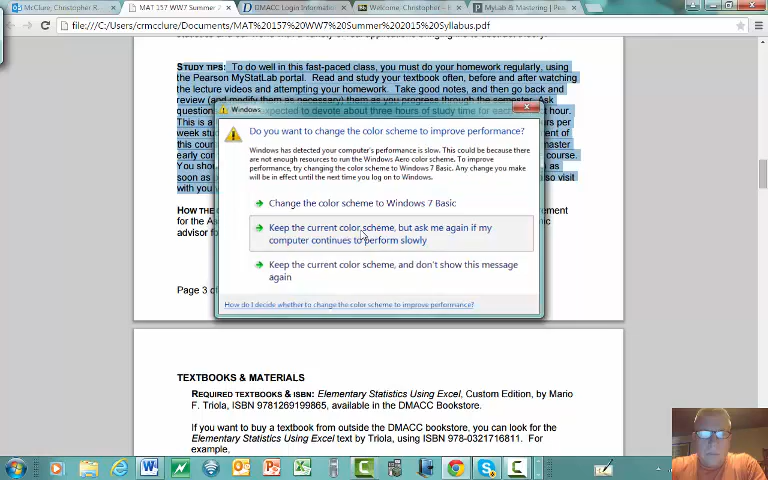 McClure, Christopher R.
MAT 157 WW7 Summer 2
DMACC Login Informati
Welcome, Christopher – E
MyLab & Mastering | Pe
file:///C:/Users/crmcclure/Documents/MAT%20157%20WW7%20Summer%202015%20Syllabus.pdf
STUDY TIPS: To do well in this fast-paced class, you must do your homework regularly, using
the Pearson MyStatLab portal. Read and study your textbook often, before and after watching
the lecture videos and attempting your homework. Take good notes, and then go back and
review (and modify them as necessary) them as you progress through the semester. Ask
questio
This is a
week stu
of this cour
early
course.
You shou
soon as
with you
HOW THE
for the A
advisor fo
hour.
rs per
ment of
as
so visit
ement
Windows
Do you want to change the color scheme to improve performance?
Windows has detected your computer's performance is slow. This could be because there
are not enough resources to run the Windows Aero color scheme. To improve
performance, try changing the color scheme to Windows 7 Basic. Any change you make
will be in effect until the next time you log on to Windows.
Change the color scheme to Windows 7 Basic
Keep the current color scheme, but ask me again if my
computer continues to perform slowly
Keep the current color scheme, and don't show this message
again
How do I decide whether to change the color scheme to improve performance?
Page 3 o
TEXTBOOKS & MATERIALS
REQUIRED TEXTBOOKS & ISBN: Elementary Statistics Using Excel, Custom Edition, by Mario
F. Triola, ISBN 9781269199865, available in the DMACC Bookstore.
If you want to buy a textbook from outside the DMACC bookstore, you can look for the
Elementary Statistics Using Excel text by Triola, using ISBN 978-0321716811. For
example,